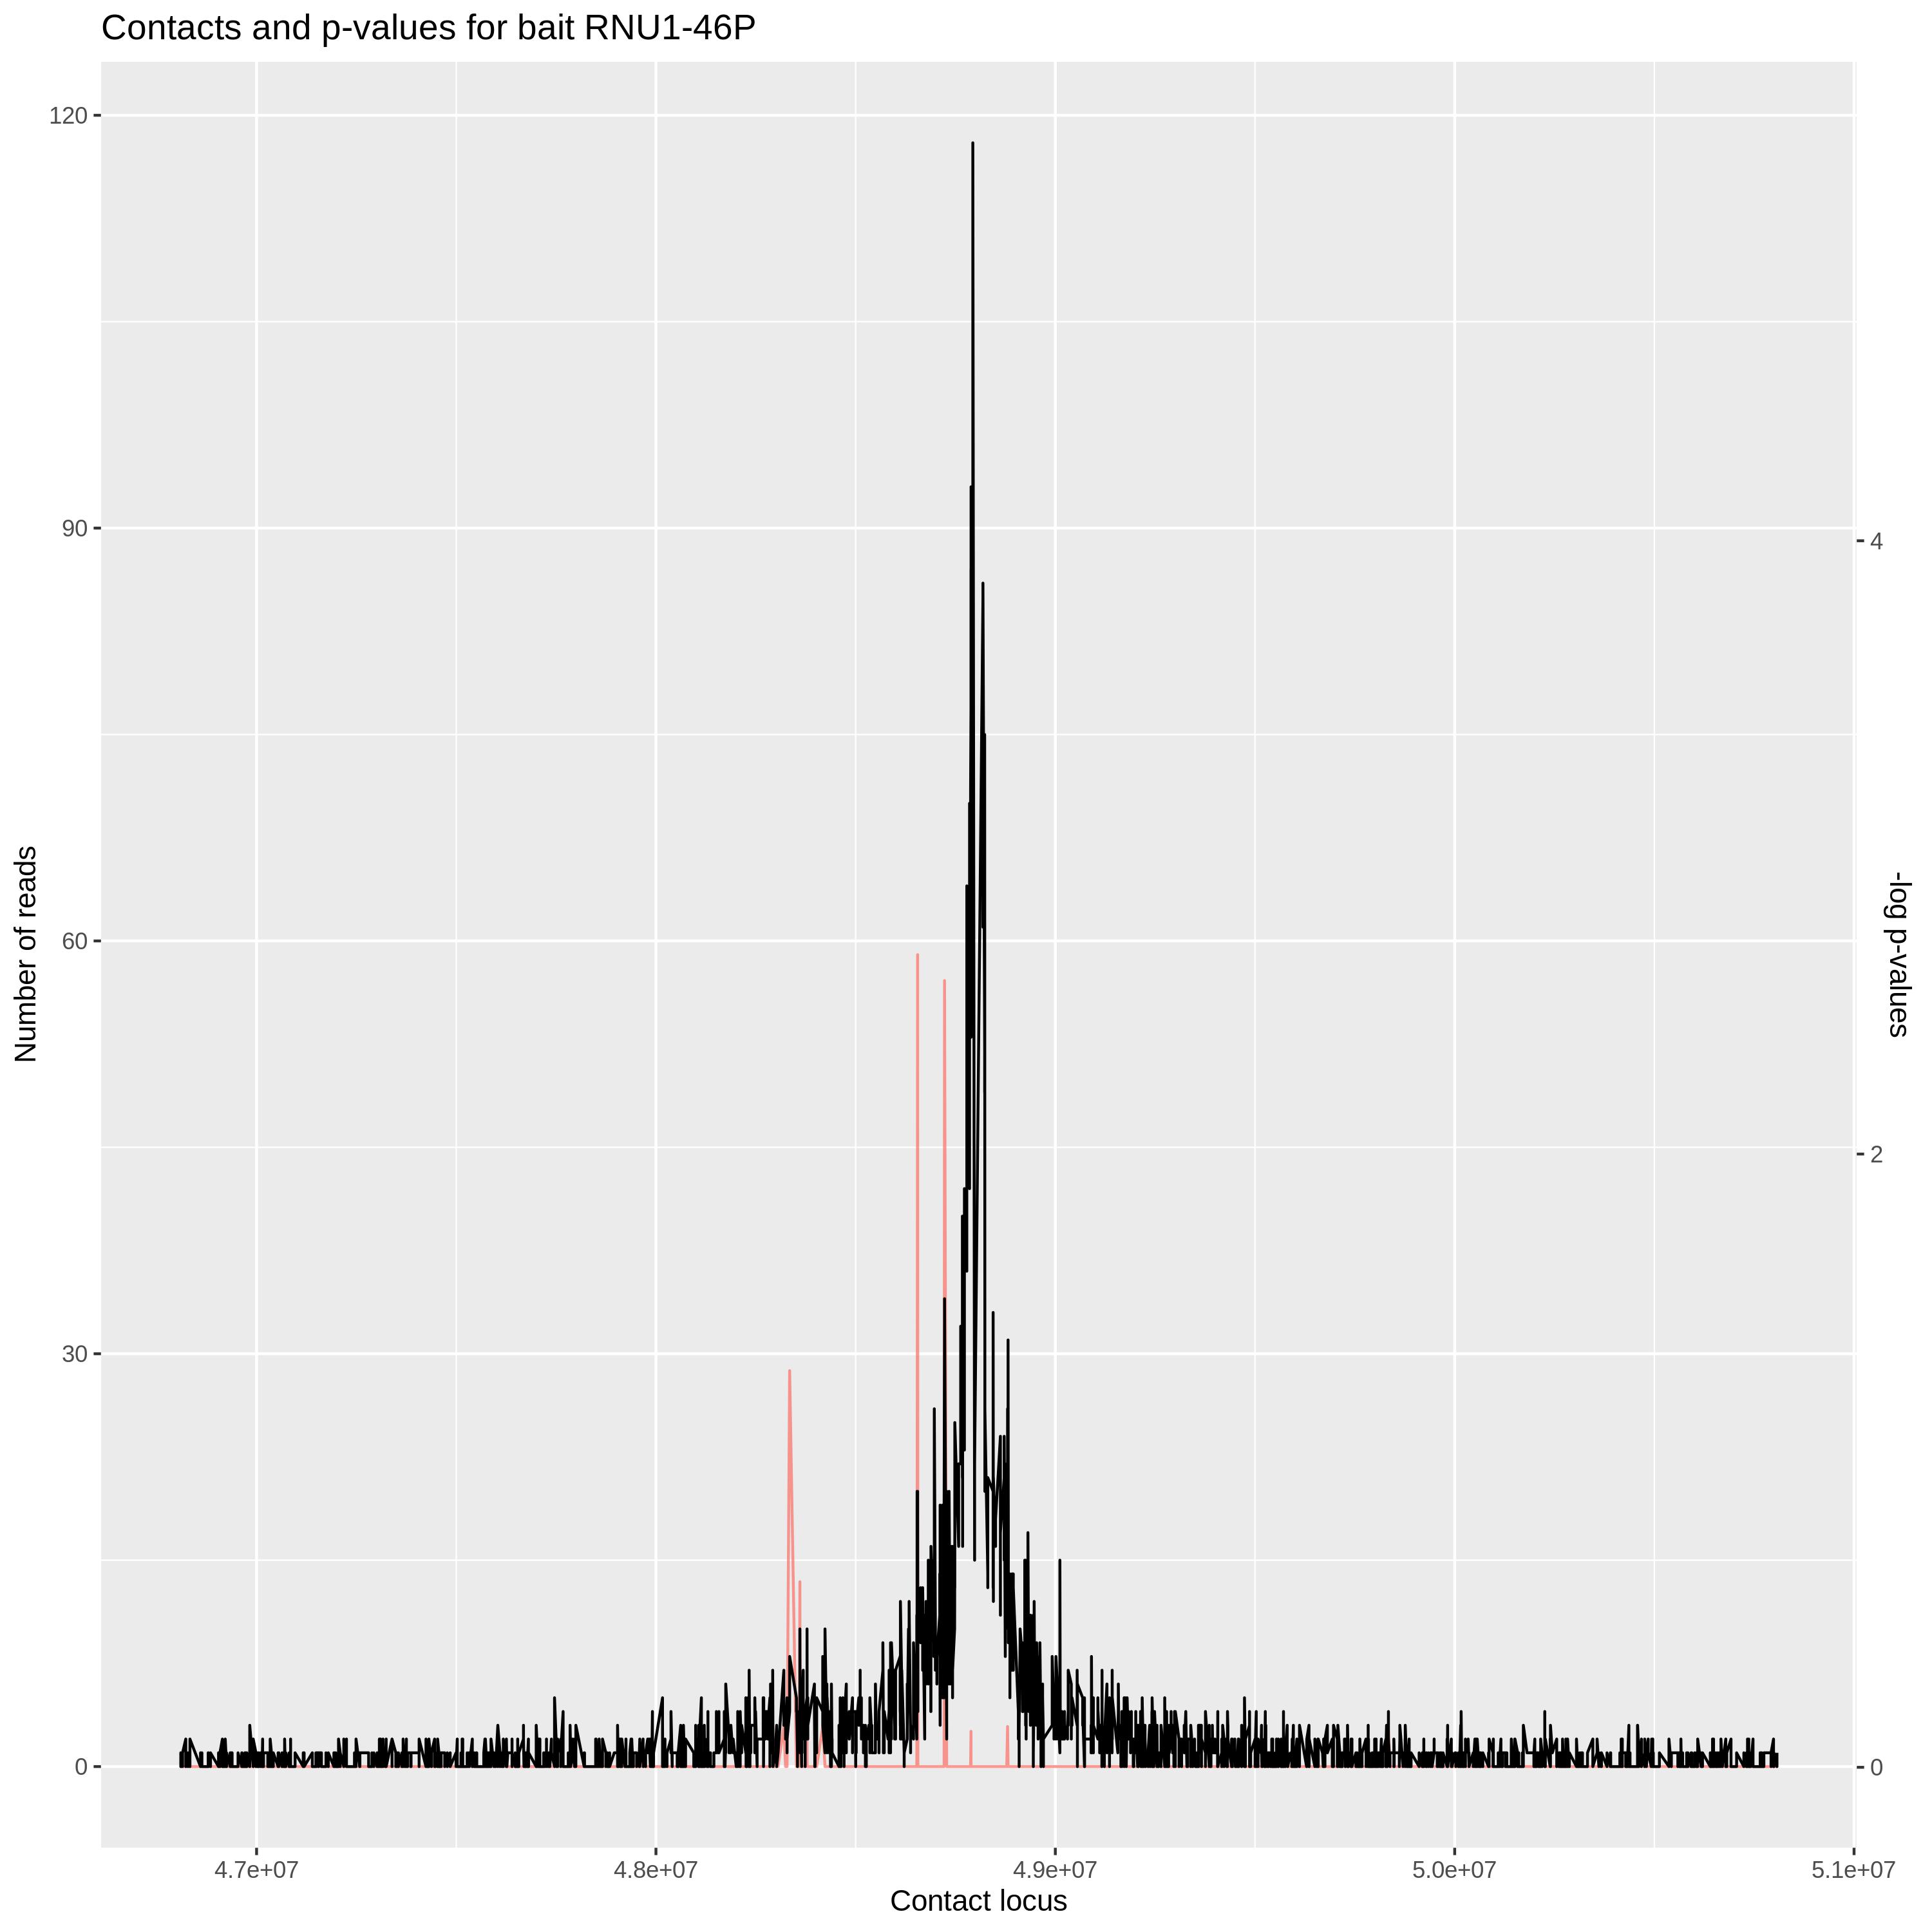 Contacts and p-values for bait RNU1-46P
120
90
60
30
0
Number of reads
4
2
0
-log p-values
4.7e+07
4.8e+07
4.9e+07
5.0e+07
5.1e+07
Contact locus